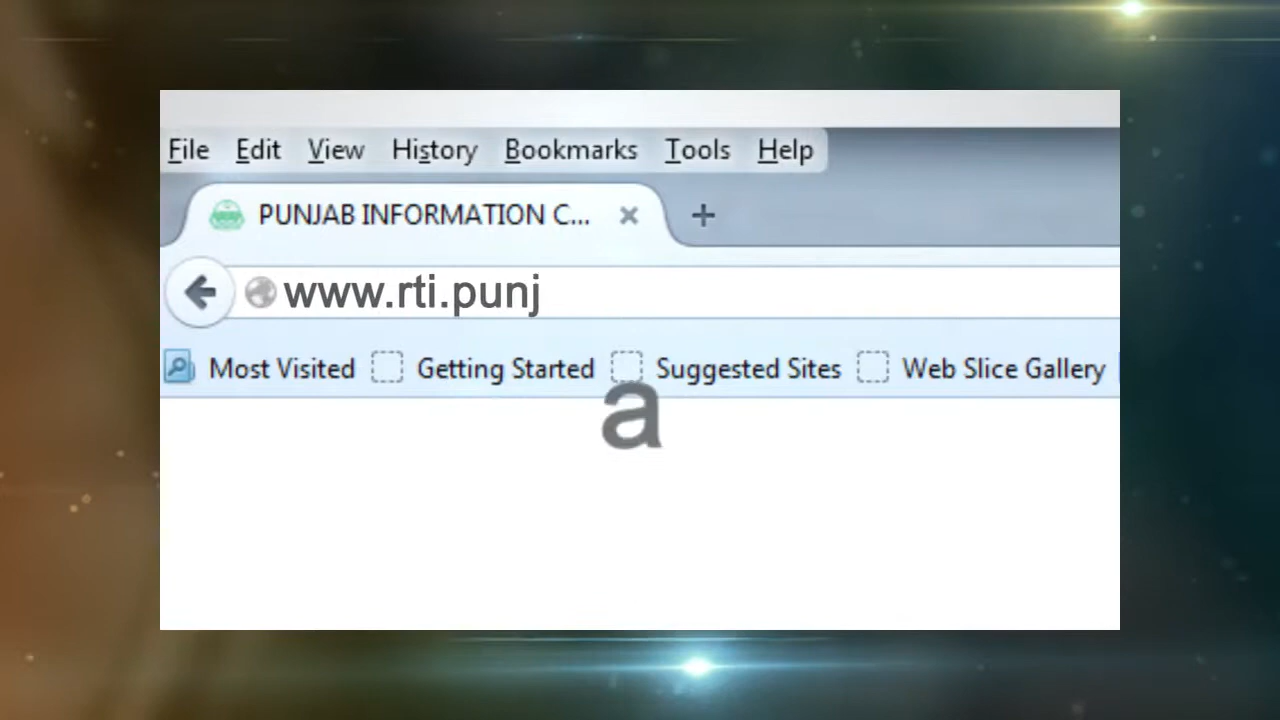 File Edit View History Bookmarks Tools Help
PUNJAB INFORMATION C...
www.rti.punj
Most Visited Getting Started Suggested Sites Web Slice Gallery
a